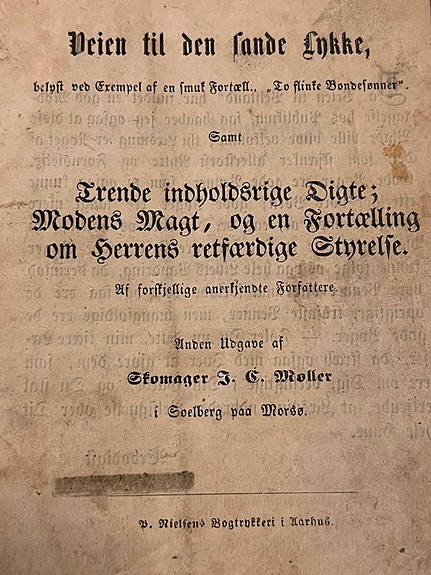 Veien til den sande Lykke,
belyst ved Exempel af en smuk Fortæll., „To flinke Bondesønner“.
Samt
Trende indholdsrige Digte;
Modens Magt, og en Fortælling
om Herrens retfærdige Styrelse.
Af forskjellige anerkjendte Forfattere
Anden Udgave af
Skomager J. C. Møller
i Soelberg paa Morsø.
P. Nielsens Bogtrykkeri i Aarhus.